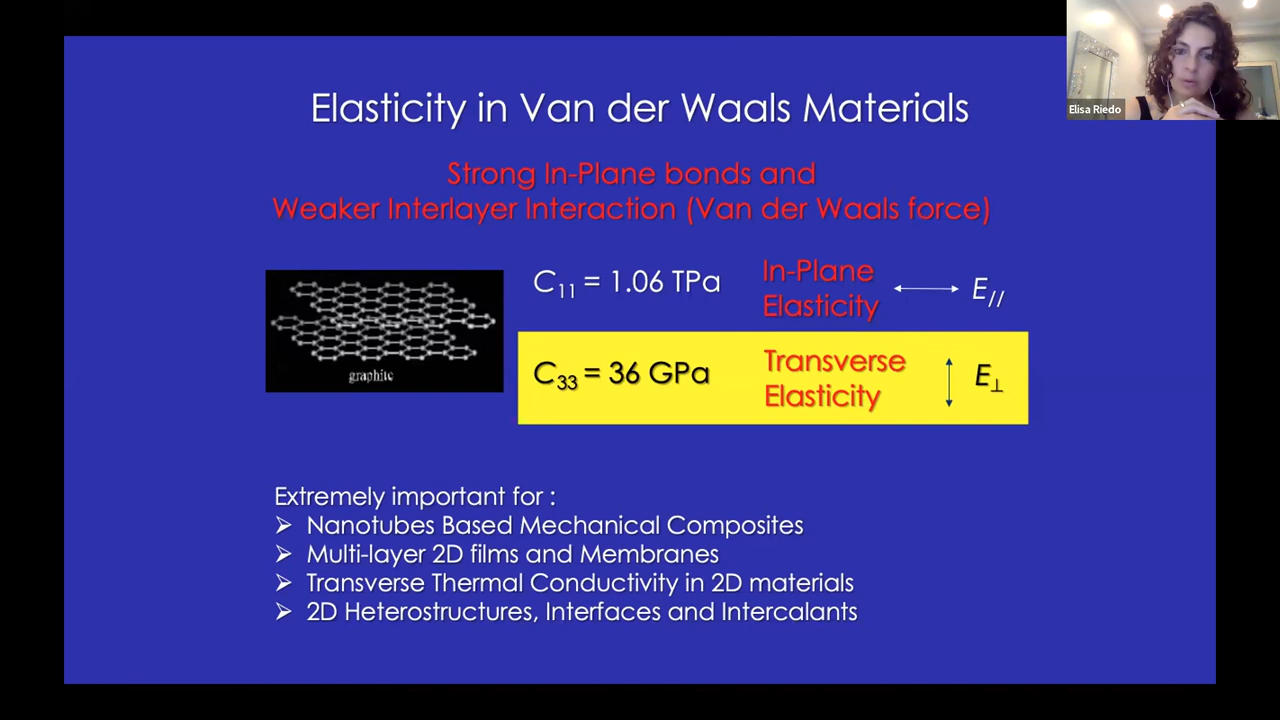 Elasticity in Van der Waals Materials
Strong In-Plane bonds and
Weaker Interlayer Interaction (Van der Waals force)
C11 = 1.06 TPa
In-Plane
Elasticity
E//
C33 = 36 GPa
Transverse
Elasticity
E⊥
graphite
Extremely important for :
➢ Nanotubes Based Mechanical Composites
➢ Multi-layer 2D films and Membranes
➢ Transverse Thermal Conductivity in 2D materials
➢ 2D Heterostructures, Interfaces and Intercalants
Elisa Riedo